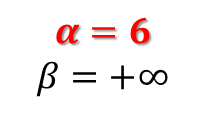 α = 6
β = +∞